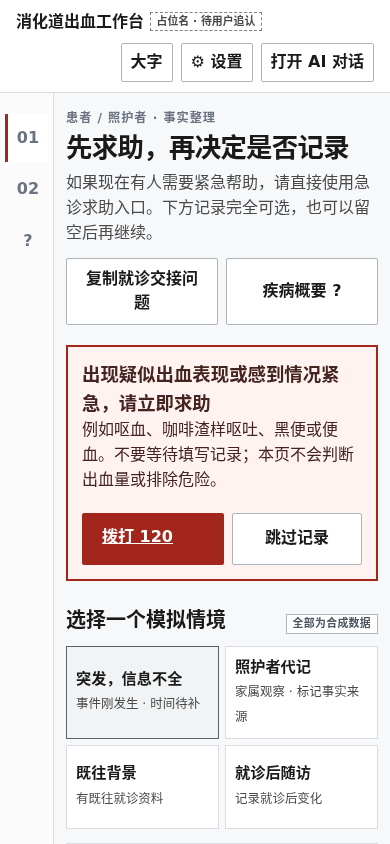 消化道出血工作台 占位名 · 待用户追认
大字 ⚙ 设置 打开 AI 对话
01
02
?
患者 / 照护者 · 事实整理
先求助，再决定是否记录
如果现在有人需要紧急帮助，请直接使用急
诊求助入口。下方记录完全可选，也可以留
空后再继续。
复制就诊交接问
题
疾病概要 ?
出现疑似出血表现或感到情况紧
急，请立即求助
例如呕血、咖啡渣样呕吐、黑便或便
血。不要等待填写记录；本页不会判断
出血量或排除危险。
拨打 120
跳过记录
选择一个模拟情境 全部为合成数据
突发，信息不全
事件刚发生 · 时间待补
照护者代记
家属观察 · 标记事实来
源
既往背景
有既往就诊资料
就诊后随访
记录就诊后变化